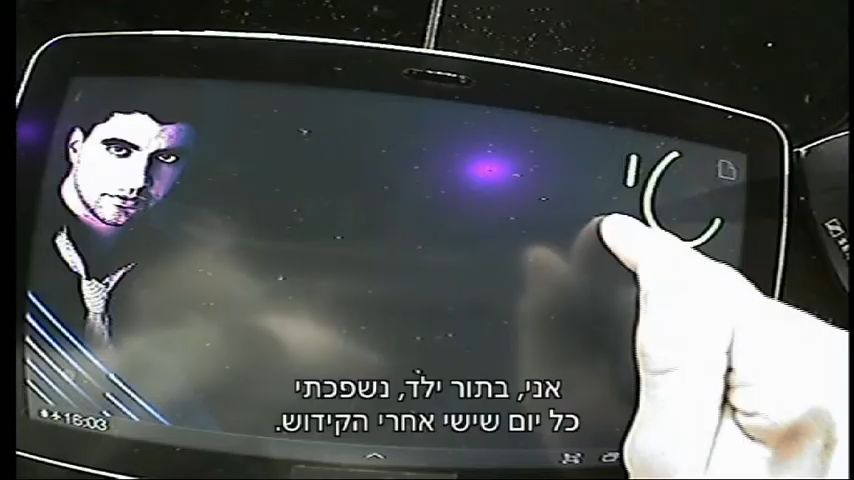 16:03
אני, בתור ילד, נשפכתי
כל יום שישי אחרי הקידוש.